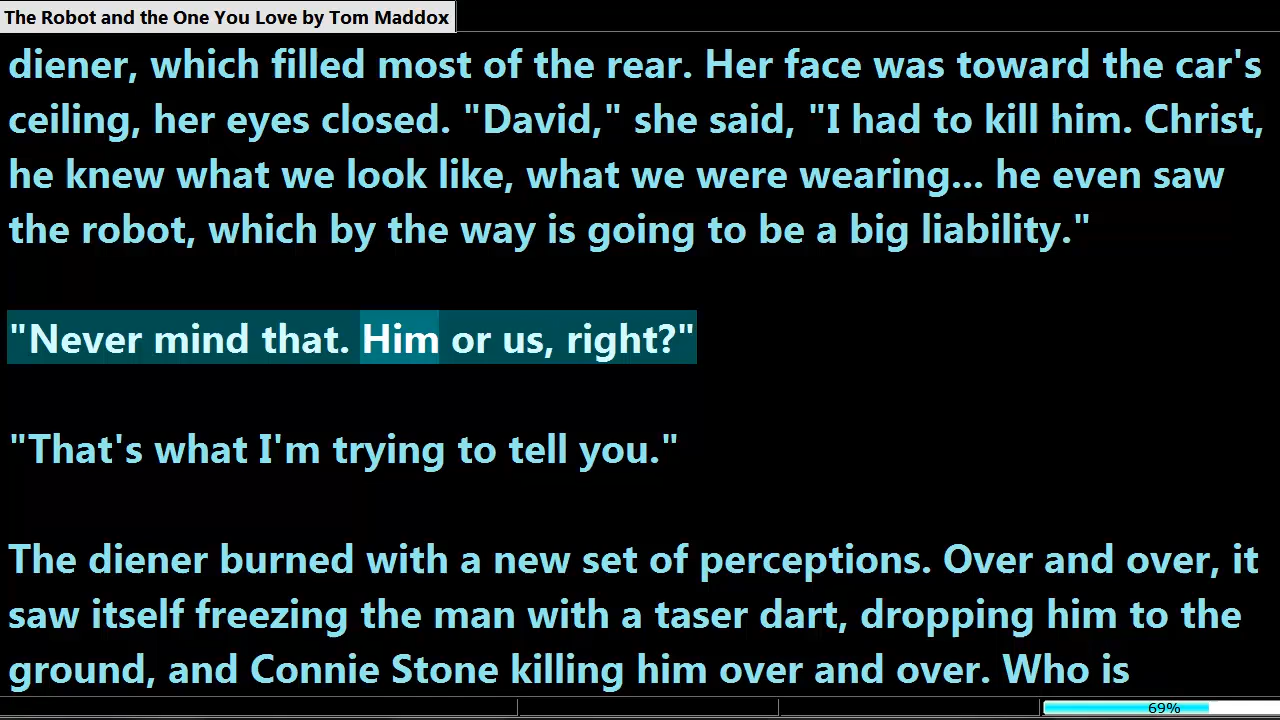 The Robot and the One You Love by Tom Maddox
diener, which filled most of the rear. Her face was toward the car's
ceiling, her eyes closed. "David," she said, "I had to kill him. Christ,
he knew what we look like, what we were wearing... he even saw
the robot, which by the way is going to be a big liability."
"Never mind that. Him or us, right?"
"That's what I'm trying to tell you."
The diener burned with a new set of perceptions. Over and over, it
saw itself freezing the man with a taser dart, dropping him to the
ground, and Connie Stone killing him over and over. Who is
69%